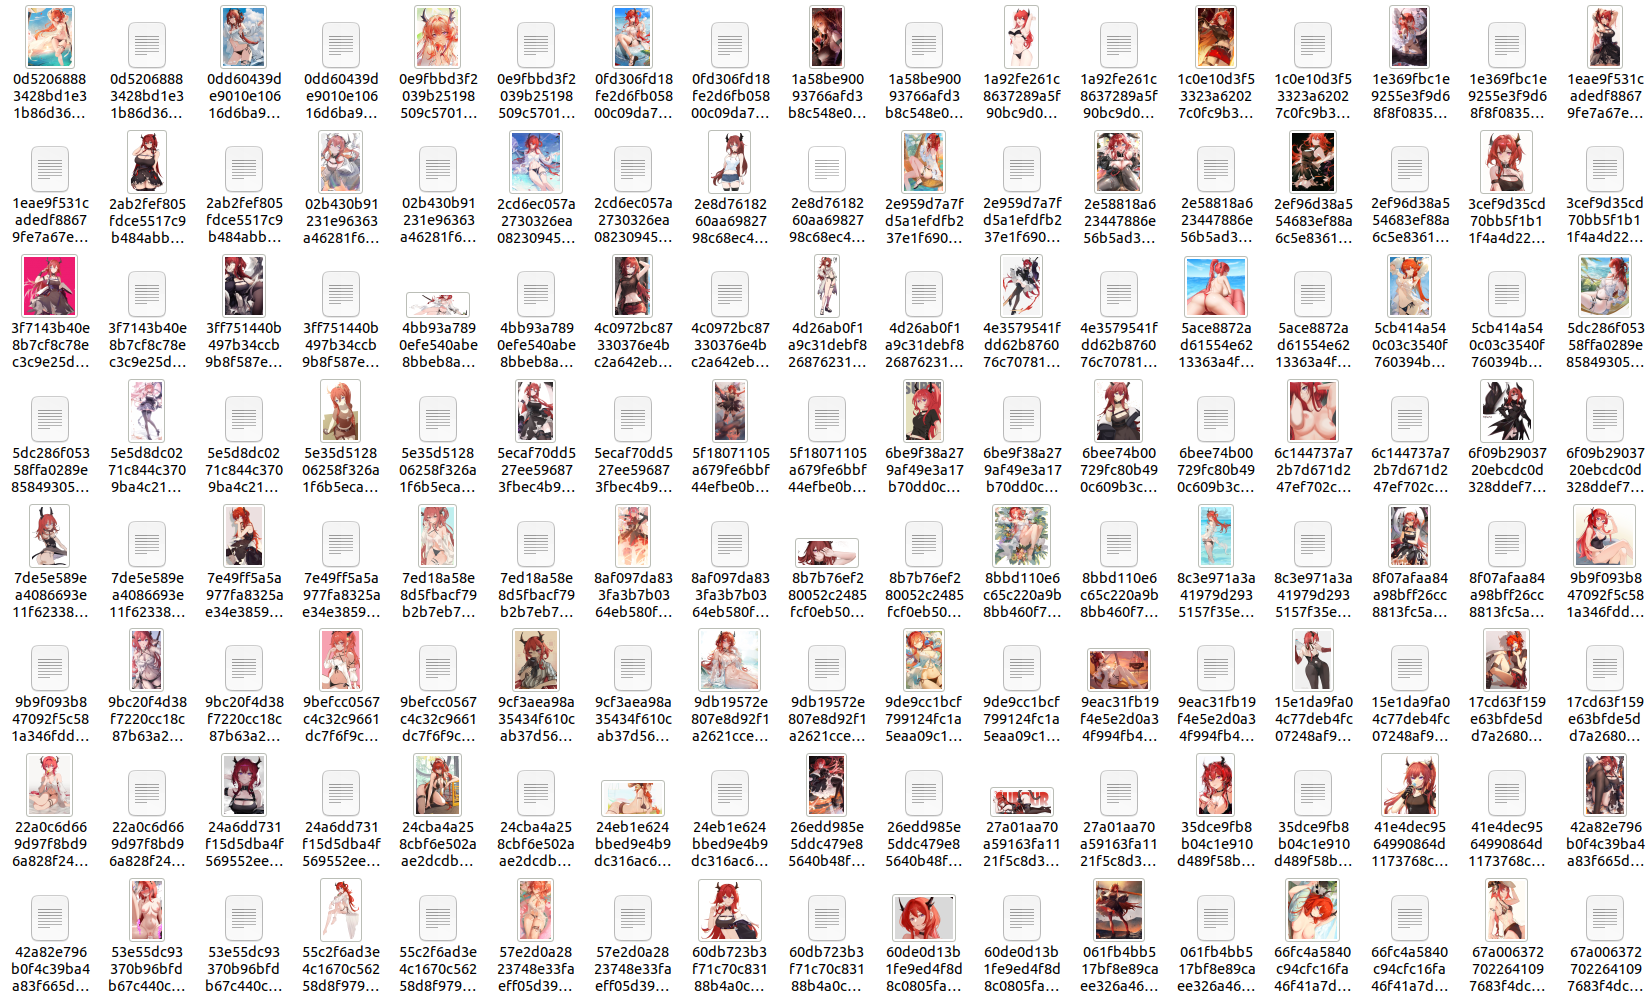 0d5206888 0d5206888 0dd60439d 0dd60439d 0e9fbbd3f2 0e9fbbd3f2 0fd306fd18 0fd306fd18 1a58be900 1a58be900 1a92fe261c 1a92fe261c 1c0e10d3f5 1c0e10d3f5 1e369fbc1e 1e369fbc1e 1eae9f531c
3428bd1e3 3428bd1e3 e9010e106 e9010e106 039b25198 039b25198 fe2d6fb058 fe2d6fb058 93766afd3 93766afd3 8637289a5f 8637289a5f 3323a6202 3323a6202 9255e3f9d6 9255e3f9d6 adedf8867
1b86d36... 1b86d36... 16d6ba9... 16d6ba9... 509c5701... 509c5701... 00c09da7... 00c09da7... b8c548e0... b8c548e0... 90bc9d0... 90bc9d0... 7c0fc9b3... 7c0fc9b3... 8f8f0835... 8f8f0835... 9fe7a67e...
1eae9f531c 2ab2fef805 2ab2fef805 02b430b91 02b430b91 2cd6ec057a 2cd6ec057a 2e8d76182 2e8d76182 2e959d7a7f 2e959d7a7f 2e58818a6 2e58818a6 2ef96d38a5 2ef96d38a5 3cef9d35cd 3cef9d35cd
adedf8867 fdce5517c9 fdce5517c9 231e96363 231e96363 2730326ea 2730326ea 60aa69827 60aa69827 d5a1efdfb2 d5a1efdfb2 623447886e 623447886e 54683ef88a 54683ef88a 70bb5f1b1 70bb5f1b1
9fe7a67e... b484abb... b484abb... a46281f6... a46281f6... 08230945... 08230945... 98c68ec4... 98c68ec4... 37e1f690... 37e1f690... 56b5ad3... 56b5ad3... 6c5e8361... 6c5e8361... 1f4a4d22... 1f4a4d22...
3f7143b40e 3f7143b40e 3ff751440b 3ff751440b 4bb93a789 4bb93a789 4c0972bc87 4c0972bc87 4d26ab0f1 4d26ab0f1 4e3579541f 4e3579541f 5ace8872a 5ace8872a 5cb414a54 5cb414a54 5dc286f053
8b7cf8c78e 8b7cf8c78e 497b34ccb 497b34ccb 0efe540abe 0efe540abe 330376e4b 330376e4b a9c31debf8 a9c31debf8 dd62b8760 dd62b8760 d61554e62 d61554e62 0c03c3540f 0c03c3540f 58ffa0289e
c3c9e25d... c3c9e25d... 9b8f587e... 9b8f587e... 8bbeb8a... 8bbeb8a... c2a642eb... c2a642eb... 26876231... 26876231... 76c70781... 76c70781... 13363a4f... 13363a4f... 760394b... 760394b... 85849305...
5dc286f053 5e5d8dc02 5e5d8dc02 5e35d5128 5e35d5128 5ecaf70dd5 5ecaf70dd5 5f18071105 5f18071105 6be9f38a27 6be9f38a27 6bee74b00 6bee74b00 6c144737a7 6c144737a7 6f09b29037 6f09b29037
58ffa0289e 71c844c370 71c844c370 06258f326a 06258f326a 527ee59687 527ee59687 a679fe6bbf a679fe6bbf 9af49e3a17 9af49e3a17 729fc80b49 729fc80b49 2b7d671d2 2b7d671d2 20ebcdc0d 20ebcdc0d
85849305... 9ba4c21... 9ba4c21... 1f6b5eca... 1f6b5eca... 3fbec4b9... 3fbec4b9... 44efbe0b... 44efbe0b... b70dd0c... b70dd0c... 0c609b3c... 0c609b3c... 47ef702c... 47ef702c... 328ddef7... 328ddef7...
7de5e589e 7de5e589e 7e49ff5a5a 7e49ff5a5a 7ed18a58e 7ed18a58e 8af097da83 8af097da83 8b7b76ef2 8b7b76ef2 8bbd110e6 8bbd110e6 8c3e971a3a 8c3e971a3a 8f07afaa84 8f07afaa84 9b9f093b8
a4086693e a4086693e 977fa8325a 977fa8325a 8d5fbacf79 8d5fbacf79 3fa3b7b03 3fa3b7b03 80052c2485 80052c2485 c65c220a9b c65c220a9b 41979d293 41979d293 a98bff26cc a98bff26cc 47092f5c58
11f62338... 11f62338... e34e3859... e34e3859... b2b7eb7... b2b7eb7... 64eb580f... 64eb580f... fcf0eb50... fcf0eb50... 8bb460f7... 8bb460f7... 5157f35e... 5157f35e... 8813fc5a... 8813fc5a... 1a346fdd...
9b9f093b8 9bc20f4d38 9bc20f4d38 9befcc0567 9befcc0567 9cf3aea98a 9cf3aea98a 9db19572e 9db19572e 9de9cc1bcf 9de9cc1bcf 9eac31fb19 9eac31fb19 15e1da9fa0 15e1da9fa0 17cd63f159 17cd63f159
47092f5c58 f7220cc18c f7220cc18c c4c32c9661 c4c32c9661 35434f610c 35434f610c 807e8d92f1 807e8d92f1 799124fc1a 799124fc1a f4e5e2d0a3 f4e5e2d0a3 4c77deb4fc 4c77deb4fc e63bfde5d e63bfde5d
1a346fdd... 87b63a2... 87b63a2... dc7f6f9c... dc7f6f9c... ab37d56... ab37d56... a2621cce... a2621cce... 5eaa09c1... 5eaa09c1... 4f994fb4... 4f994fb4... 07248af9... 07248af9... d7a2680... d7a2680...
22a0c6d66 22a0c6d66 24a6dd731 24a6dd731 24cba4a25 24cba4a25 24eb1e624 24eb1e624 26edd985e 26edd985e 27a01aa70 27a01aa70 35dce9fb8 35dce9fb8 41e4dec95 41e4dec95 42a82e796
9d97f8bd9 9d97f8bd9 f15d5dba4f f15d5dba4f 8cbf6e502a 8cbf6e502a bbed9e4b9 bbed9e4b9 5ddc479e8 5ddc479e8 a59163fa11 a59163fa11 b04c1e910 b04c1e910 64990864d 64990864d b0f4c39ba4
6a828f24... 6a828f24... 569552ee... 569552ee... ae2dcdb... ae2dcdb... dc316ac6... dc316ac6... 5640b48f... 5640b48f... 21f5c8d3... 21f5c8d3... d489f58b... d489f58b... 1173768c... 1173768c... a83f665d...
42a82e796 53e55dc93 53e55dc93 55c2f6ad3e 55c2f6ad3e 57e2d0a28 57e2d0a28 60db723b3 60db723b3 60de0d13b 60de0d13b 061fb4bb5 061fb4bb5 66fc4a5840 66fc4a5840 67a006372 67a006372
b0f4c39ba4 370b96bfd 370b96bfd 4c1670c562 4c1670c562 23748e33fa 23748e33fa f71c70c831 f71c70c831 1fe9ed4f8d 1fe9ed4f8d 17bf8e89ca 17bf8e89ca c94cfc16fa c94cfc16fa 702264109 702264109
a83f665d... b67c440c... b67c440c... 58d8f979... 58d8f979... eff05d39... eff05d39... 88b4a0c... 88b4a0c... 8c0805fa... 8c0805fa... ee326a46... ee326a46... 46f41a7d... 46f41a7d... 7683f4dc... 7683f4dc...